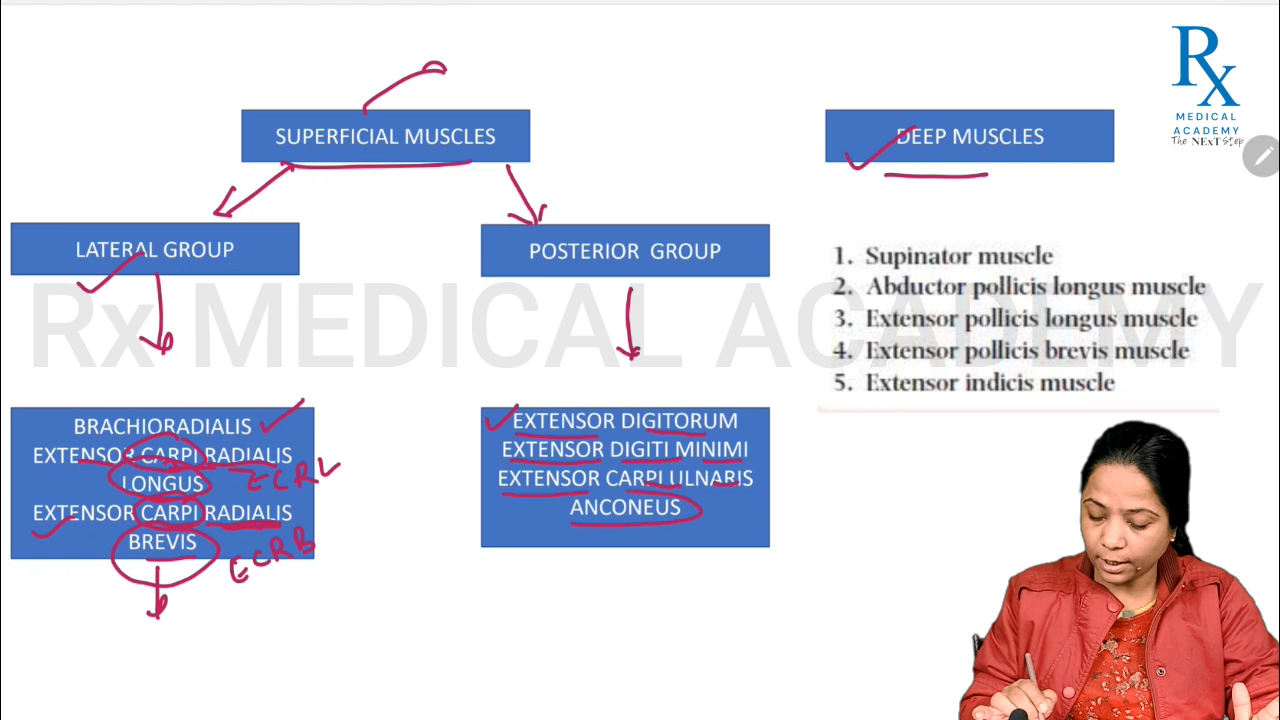 Rx
MEDICAL
ACADEMY
The NExT Step
SUPERFICIAL MUSCLES
DEEP MUSCLES
LATERAL GROUP
POSTERIOR GROUP
1. Supinator muscle
2. Abductor pollicis longus muscle
3. Extensor pollicis longus muscle
4. Extensor pollicis brevis muscle
5. Extensor indicis muscle
Rx MEDICAL ACADEMY
BRACHIORADIALIS
EXTENSOR CARPI RADIALIS
LONGUS
ECRL
EXTENSOR CARPI RADIALIS
BREVIS
ECRB
EXTENSOR DIGITORUM
EXTENSOR DIGITI MINIMI
EXTENSOR CARPI ULNARIS
ANCONEUS